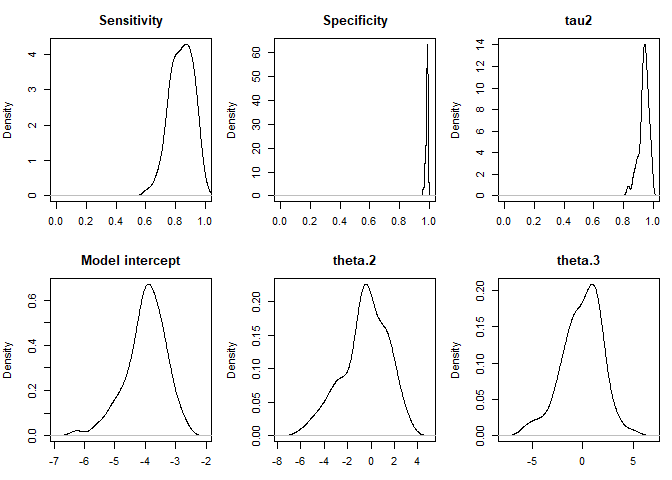 Sensitivity
Density
0
1
2
3
4
0.0 0.2 0.4 0.6 0.8 1.0
Specificity
Density
0 10 20 30 40 50 60
0.0 0.2 0.4 0.6 0.8 1.0
tau2
Density
0 2 4 6 8 10 12 14
0.0 0.2 0.4 0.6 0.8 1.0
Model intercept
Density
0.0 0.2 0.4 0.6
-7 -6 -5 -4 -3 -2
theta.2
Density
0.00 0.05 0.10 0.15 0.20
-8 -6 -4 -2 0 2 4
theta.3
Density
0.00 0.05 0.10 0.15 0.20
-5 0 5